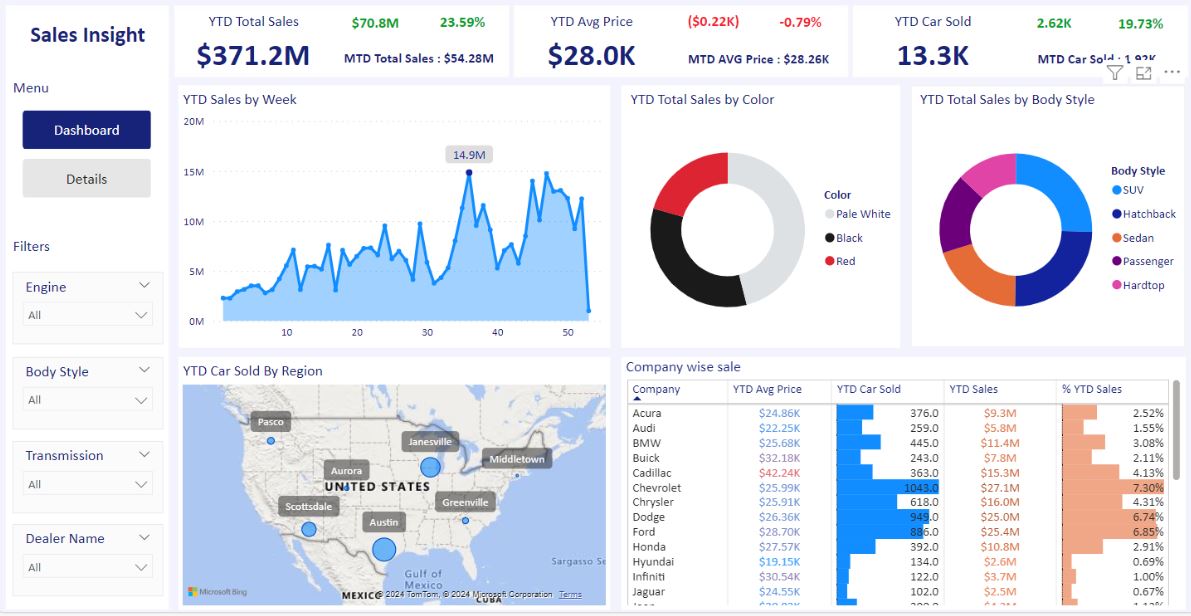 Sales Insight
Menu
Dashboard
Details
Filters
Engine
All
Body Style
All
Transmission
All
Dealer Name
All
YTD Total Sales $70.8M 23.59%
$371.2M MTD Total Sales : $54.28M
YTD Avg Price ($0.22K) -0.79%
$28.0K MTD AVG Price : $28.26K
YTD Car Sold 2.62K 19.73%
13.3K MTD Car Sold : 1.92K
YTD Sales by Week
20M
15M
10M
5M
0M
14.9M
10 20 30 40 50
YTD Total Sales by Color
Color
Pale White
Black
Red
YTD Total Sales by Body Style
Body Style
SUV
Hatchback
Sedan
Passenger
Hardtop
YTD Car Sold By Region
Pasco
Janesville
Middletown
Aurora
UNITED STATES
Scottsdale
Greenville
Austin
Sargasso Se
Gulf of
Mexico
Microsoft Bing
MEXICO
© 2024 TomTom, © 2024 Microsoft Corporation Terms
CUBA
Company wise sale
Company YTD Avg Price YTD Car Sold YTD Sales % YTD Sales
Acura $24.86K 376.0 $9.3M 2.52%
Audi $22.25K 259.0 $5.8M 1.55%
BMW $25.68K 445.0 $11.4M 3.08%
Buick $32.18K 243.0 $7.8M 2.11%
Cadillac $42.24K 363.0 $15.3M 4.13%
Chevrolet $25.99K 1043.0 $27.1M 7.30%
Chrysler $25.91K 618.0 $16.0M 4.31%
Dodge $26.36K 949.0 $25.0M 6.74%
Ford $28.70K 886.0 $25.4M 6.85%
Honda $27.57K 392.0 $10.8M 2.91%
Hyundai $19.15K 134.0 $2.6M 0.69%
Infiniti $30.54K 122.0 $3.7M 1.00%
Jaguar $24.55K 102.0 $2.5M 0.67%